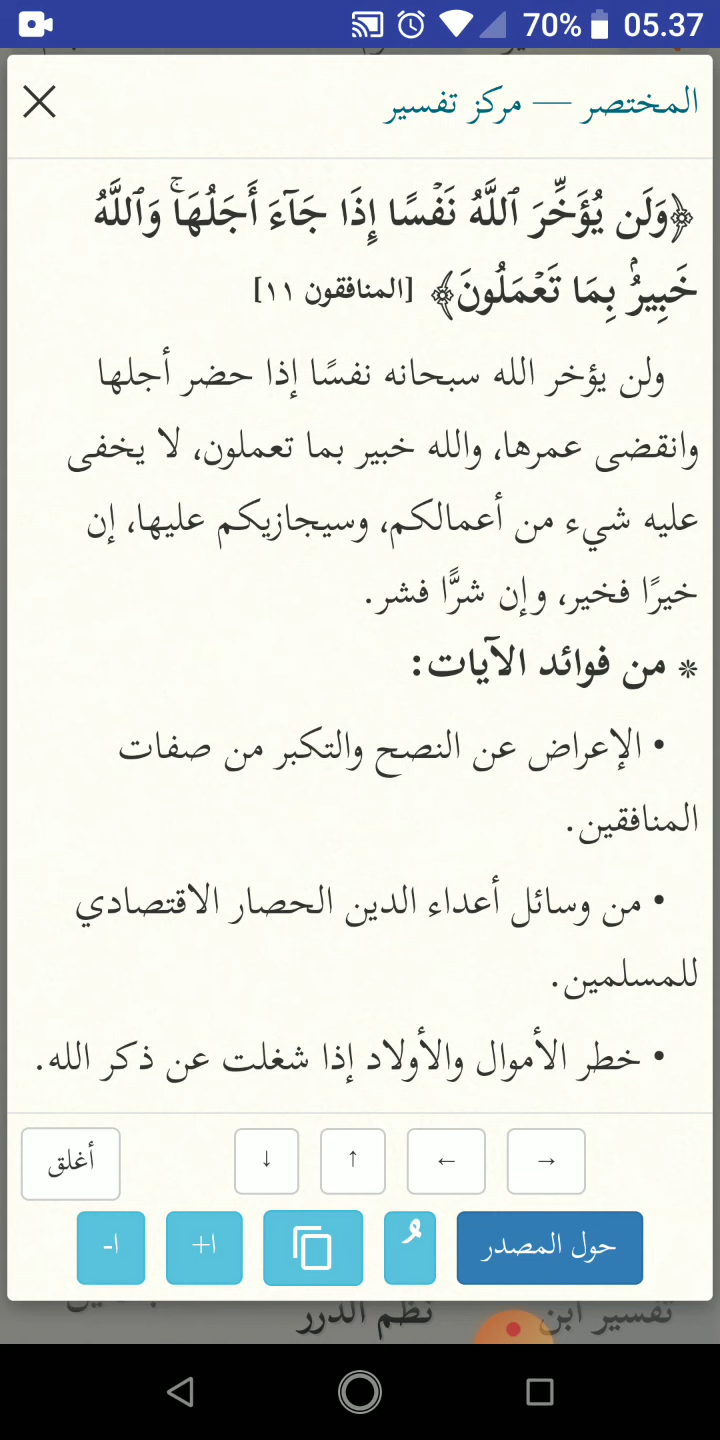 70% 05.37
المختصر — مركز تفسير
﴿وَلَن يُؤَخِّرَ ٱللَّهُ نَفۡسًا إِذَا جَآءَ أَجَلُهَاۚ وَٱللَّهُ
خَبِيرُۢ بِمَا تَعۡمَلُونَ﴾ [المنافقون ١١]
ولن يؤخر الله سبحانه نفسًا إذا حضر أجلها
وانقضى عمرها، والله خبير بما تعملون، لا يخفى
عليه شيء من أعمالكم، وسيجازيكم عليها، إن
خيرًا فخير، وإن شرًّا فشر.
* من فوائد الآيات:
• الإعراض عن النصح والتكبر من صفات
المنافقين.
• من وسائل أعداء الدين الحصار الاقتصادي
للمسلمين.
• خطر الأموال والأولاد إذا شغلت عن ذكر الله.
→ ← ↑ ↓ أغلق
حول المصدر وُ ا+ ا-
تفسير ابن نظم الدرر